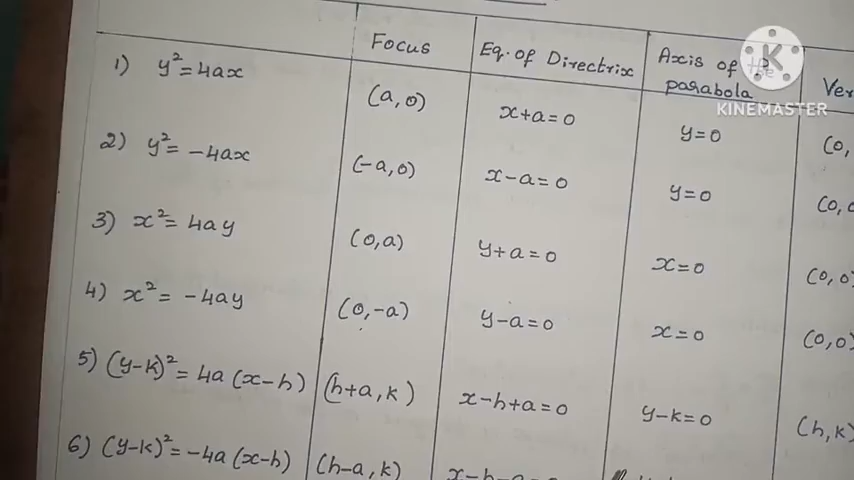 Focus Eq. of Directrix Axis of the parabola
1) y² = 4ax (a, 0) x+a = 0 y = 0 (0,
2) y² = -4ax (-a, 0) x-a = 0 y = 0 (0,
3) x² = 4ay (0, a) y+a = 0 x = 0 (0, 0)
4) x² = -4ay (0, -a) y-a = 0 x = 0 (0, 0)
5) (y-k)² = 4a (x-h) (h+a, k) x-h+a = 0 y-k = 0 (h, k)
6) (y-k)² = -4a (x-h) (h-a, k)
KINEMASTER